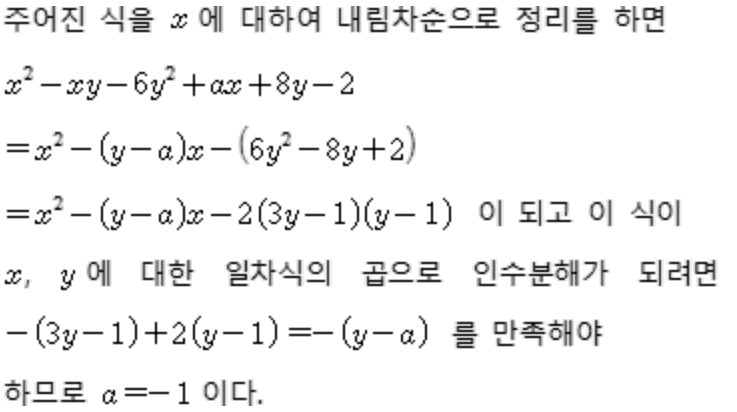 주어진 식을 x 에 대하여 내림차순으로 정리를 하면
x²-xy-6y²+ax+8y-2
=x²-(y-a)x-(6y²-8y+2)
=x²-(y-a)x-2(3y-1)(y-1) 이 되고 이 식이
x, y 에 대한 일차식의 곱으로 인수분해가 되려면
-(3y-1)+2(y-1)=-(y-a) 를 만족해야
하므로 a=-1 이다.